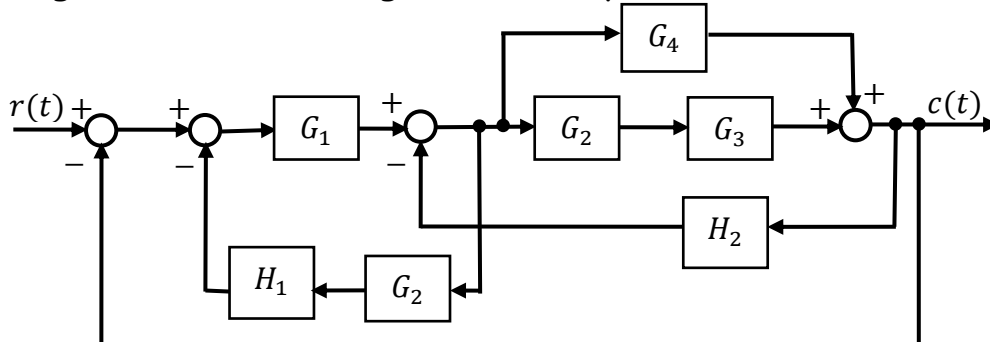 G₄
r(t) + + + + + c(t)
G₁ G₂ G₃
− − −
H₂
H₁ G₂